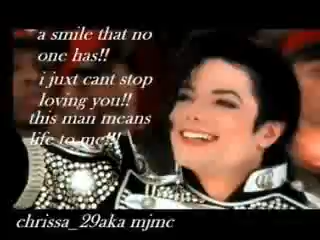 a smile that no
one has!!
i juxt cant stop
loving you!!
this man means
life to me!!!
chrissa_29aka mjmc